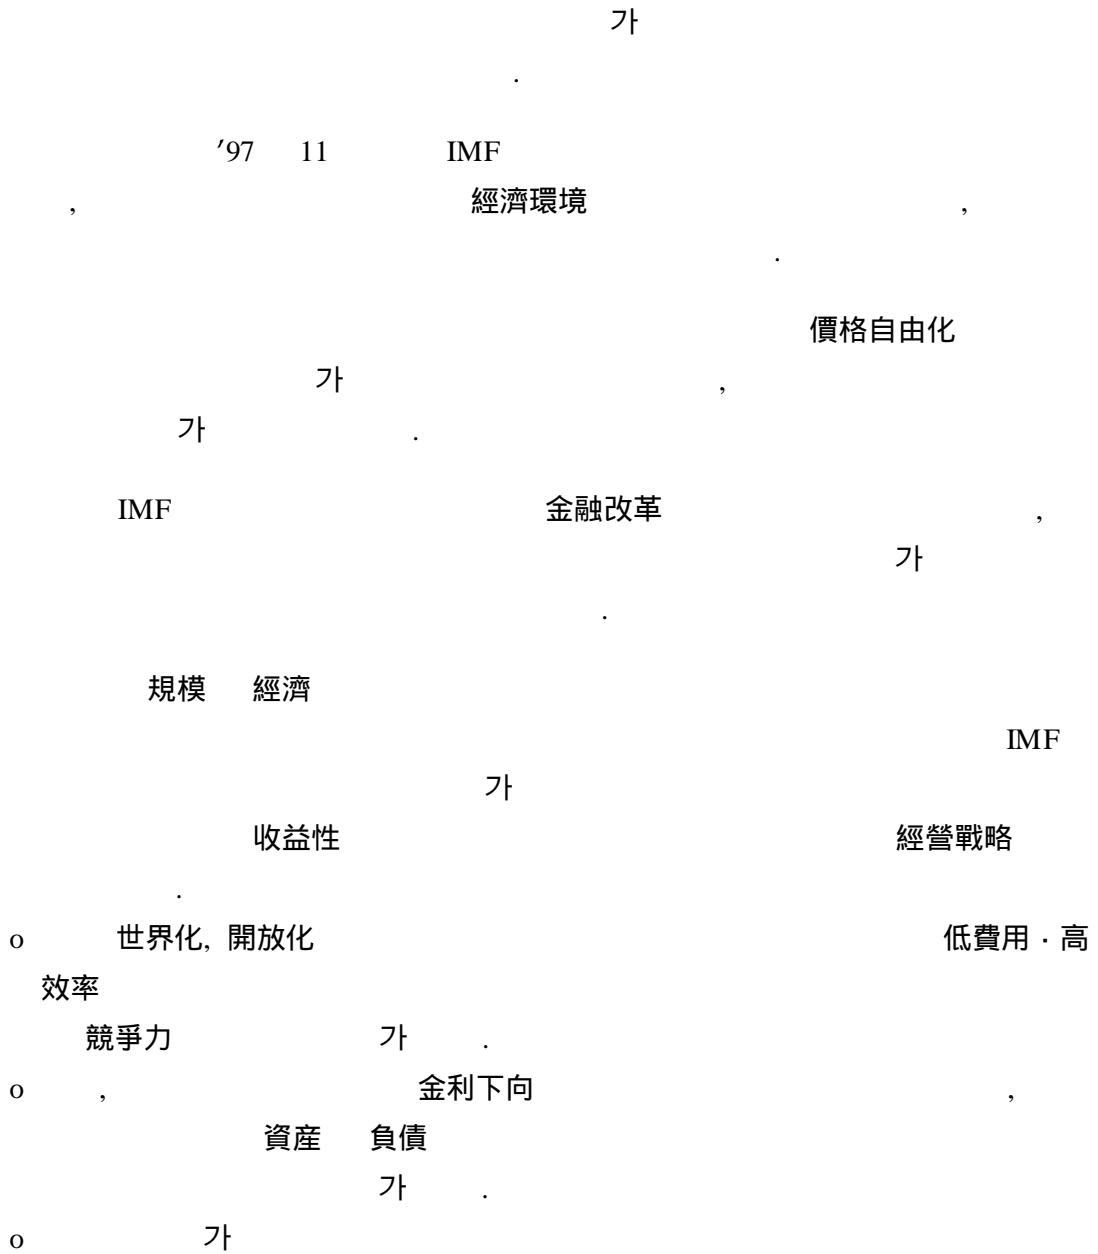 가
.
′97 11 IMF
, 經濟環境 ,
.
價格自由化
가 ,
가 .
IMF 金融改革 ,
가
.
規模 經濟
IMF
가
收益性 經營戰略
.
o 世界化, 開放化 低費用·高
效率
競爭力 가 .
o , 金利下向 ,
資産 負債
가 .
o 가